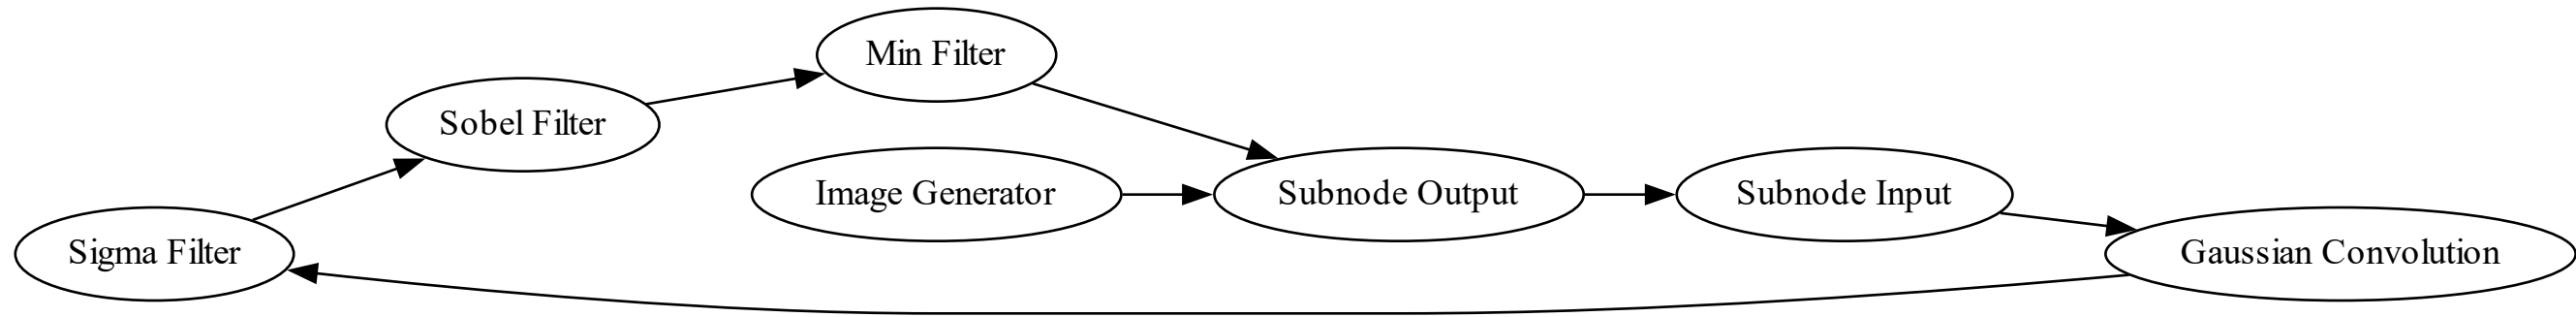 Min Filter
Sobel Filter
Image Generator
Subnode Output
Subnode Input
Sigma Filter
Gaussian Convolution